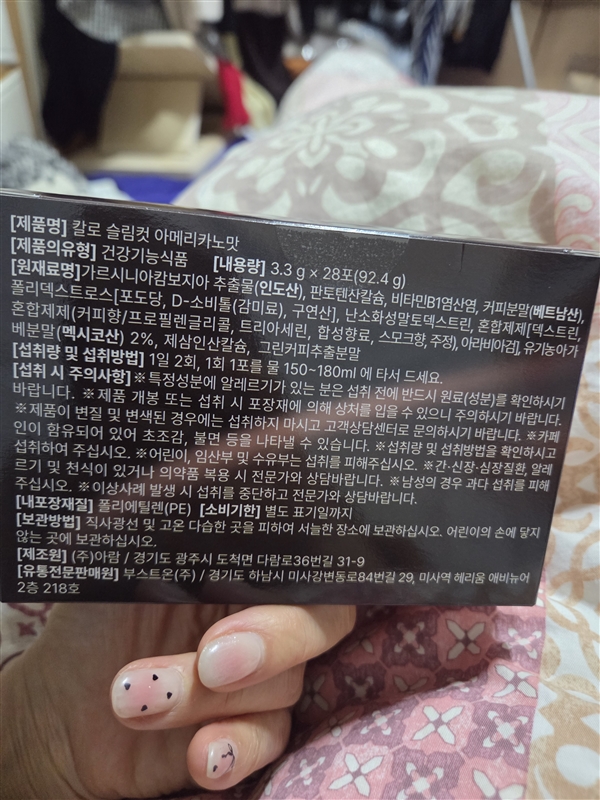 [제품명] 칼로 슬림컷 아메리카노맛
[제품의유형] 건강기능식품 [내용량] 3.3 g × 28포(92.4 g)
[원재료명]가르시니아캄보지아 추출물(인도산), 판토텐산칼슘, 비타민B1염산염, 커피분말(베트남산),
폴리덱스트로스[포도당, D-소비톨(감미료), 구연산], 난소화성말토덱스트린, 혼합제제[덱스트린,
혼합제제(커피향/프로필렌글리콜, 트리아세린, 합성향료, 스모크향, 주정), 아라비아검], 유기농아가
베분말(멕시코산) 2%, 제삼인산칼슘, 그린커피추출분말
[섭취량 및 섭취방법] 1일 2회, 1회 1포를 물 150~180ml 에 타서 드세요.
[섭취 시 주의사항] ※특정성분에 알레르기가 있는 분은 섭취 전에 반드시 원료(성분)를 확인하시기
바랍니다. ※제품 개봉 또는 섭취 시 포장재에 의해 상처를 입을 수 있으니 주의하시기 바랍니다.
※제품이 변질 및 변색된 경우에는 섭취하지 마시고 고객상담센터로 문의하시기 바랍니다. ※카페
인이 함유되어 있어 초조감, 불면 등을 나타낼 수 있습니다. ※섭취량 및 섭취방법을 확인하시고
섭취하여 주십시오. ※어린이, 임산부 및 수유부는 섭취를 피해주십시오. ※간·신장·심장질환, 알레
르기 및 천식이 있거나 의약품 복용 시 전문가와 상담바랍니다. ※남성의 경우 과다 섭취를 피해
주십시오. ※이상사례 발생 시 섭취를 중단하고 전문가와 상담바랍니다.
[내포장재질] 폴리에틸렌(PE) [소비기한] 별도 표기일까지
[보관방법] 직사광선 및 고온 다습한 곳을 피하여 서늘한 장소에 보관하십시오. 어린이의 손에 닿지
않는 곳에 보관하십시오.
[제조원] (주)아람 / 경기도 광주시 도척면 다람로36번길 31-9
[유통전문판매원] 부스트온(주) / 경기도 하남시 미사강변동로84번길 29, 미사역 헤리움 애비뉴어
2층 218호